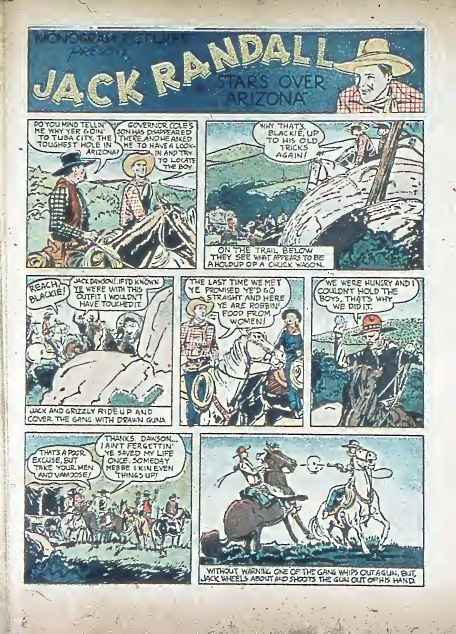 MONOGRAM PICTURES
PRESENTS
JACK RANDALL
"STARS OVER
ARIZONA"
DO YOU MIND TELLIN'
ME WHY YER GOIN'
TO TUBA CITY, THE
TOUGHEST HOLE IN
ARIZONA?
GOVERNOR COLE'S
SON HAS DISAPPEARED
THERE AND ASKED
ME TO HAVE A LOOK-
IN AND TRY
TO LOCATE
THE BOY
WHY THAT'S
BLACKIE, UP
TO HIS OLD
TRICKS
AGAIN!
ON THE TRAIL BELOW
THEY SEE WHAT APPEARS TO BE
A HOLDUP OF A CHUCK WAGON.
REACH,
BLACKIE!
JACK DAWSON!.. IF I'D KNOWN
YE WERE WITH THIS
OUTFIT I WOULDN'T
HAVE TOUCHED IT
JACK AND GRIZZLY RIDE UP AND
COVER THE GANG WITH DRAWN GUNS.
THE LAST TIME WE MET
YE PROMISED YE'D GO
STRAIGHT AND HERE
YE ARE ROBBIN'
FOOD FROM
WOMEN!
WE WERE HUNGRY AND I
COULDN'T HOLD THE
BOYS, THAT'S WHY
WE DID IT.
THAT'S A POOR
EXCUSE, BUT
TAKE YOUR MEN
AND VAMOOSE!
THANKS, DAWSON...
I AIN'T FERGETTIN'
YE SAVED MY LIFE
ONCE. SOMEDAY
MEBBE I KIN EVEN
THINGS UP!
WITHOUT WARNING ONE OF THE GANG WHIPS OUT A GUN, BUT,
JACK WHEELS ABOUT AND SHOOTS THE GUN OUT OF HIS HAND.